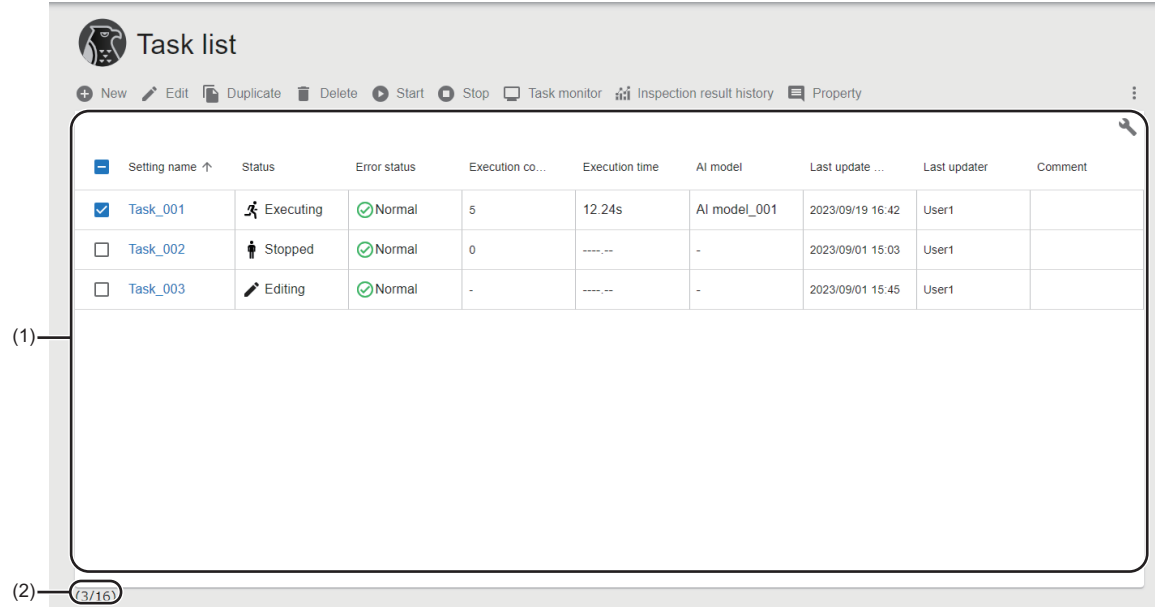 Task list
New Edit Duplicate Delete Start Stop Task monitor Inspection result history Property
Setting name Status Error status Execution co... Execution time AI model Last update ... Last updater Comment
Task_001 Executing Normal 5 12.24s AI model_001 2023/09/19 16:42 User1
Task_002 Stopped Normal 0 ----.-- - 2023/09/01 15:03 User1
Task_003 Editing Normal - ----.-- - 2023/09/01 15:45 User1
(1)
(2)
(3/16)